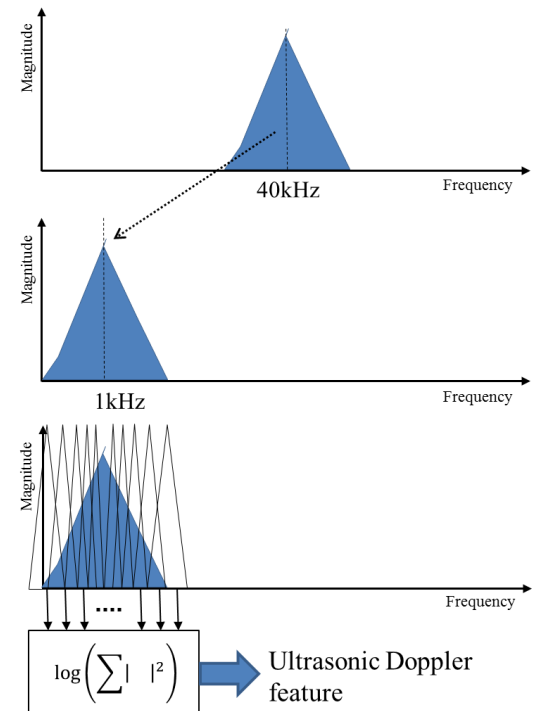 Magnitude
40kHz
Frequency
Magnitude
1kHz
Frequency
Magnitude
Frequency
....
log(∑| |²)
Ultrasonic Doppler
feature